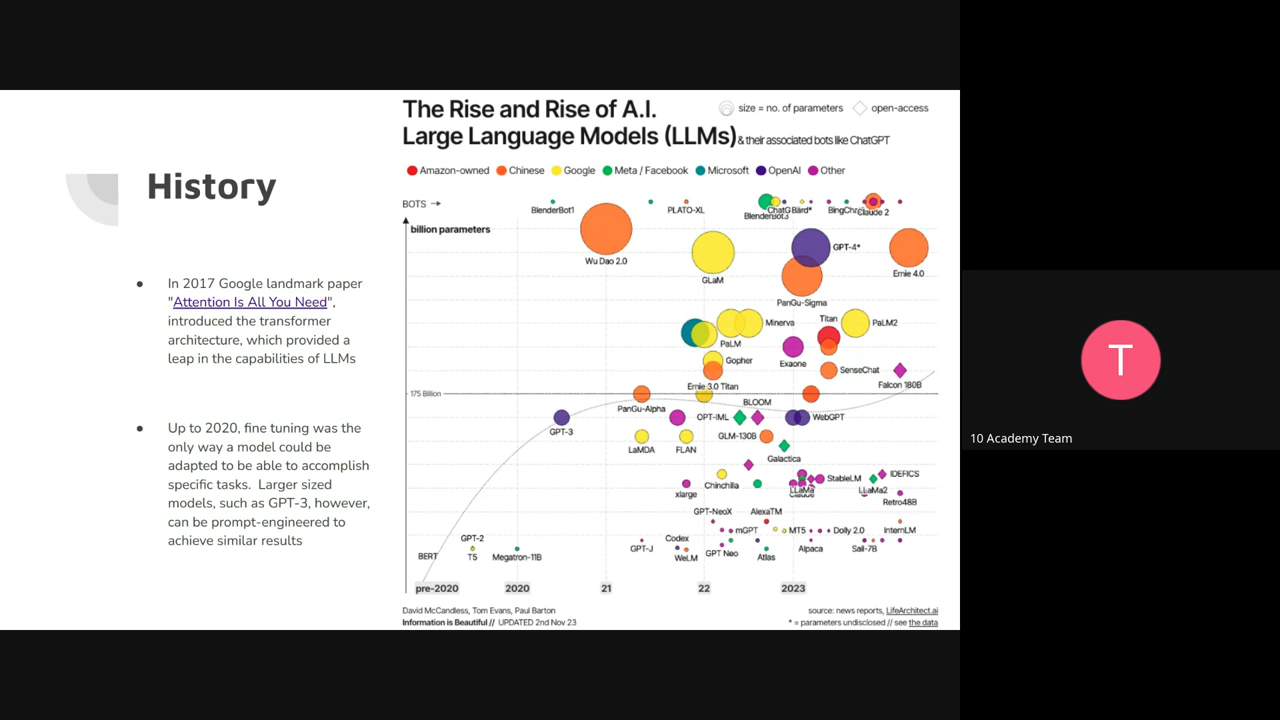 History
● In 2017 Google landmark paper
"Attention Is All You Need",
introduced the transformer
architecture, which provided a
leap in the capabilities of LLMs
● Up to 2020, fine tuning was the
only way a model could be
adapted to be able to accomplish
specific tasks. Larger sized
models, such as GPT-3, however,
can be prompt-engineered to
achieve similar results
The Rise and Rise of A.I.
Large Language Models (LLMs) & their associated bots like ChatGPT
size = no. of parameters
open-access
Amazon-owned
Chinese
Google
Meta / Facebook
Microsoft
OpenAI
Other
BOTS →
BlenderBot1
PLATO-XL
BlenderBot3
Bard*
Claude 2
billion parameters
Wu Dao 2.0
GLaM
GPT-4*
Ernie 4.0
PanGu-Sigma
Minerva
Titan
PaLM2
PaLM
Gopher
Exaone
SenseChat
Ernie 3.0 Titan
Falcon 180B
175 Billion
BLOOM
PanGu-Alpha
GPT-3
OPT-IML
WebGPT
LaMDA
FLAN
GLM-130B
Galactica
Chinchilla
StableLM
IDEFICS
xlarge
LLaMa
LLaMa2
Retro48B
GPT-NeoX
AlexaTM
mGPT
MT5
Dolly 2.0
InternLM
GPT-2
Codex
BERT
T5
Megatron-11B
GPT-J
WeLM
GPT Neo
Atlas
Alpaca
Sail-7B
pre-2020
2020
21
22
2023
David McCandless, Tom Evans, Paul Barton
Information is Beautiful // UPDATED 2nd Nov 23
source: news reports, LifeArchitect.ai
* = parameters undisclosed // see the data
T
10 Academy Team